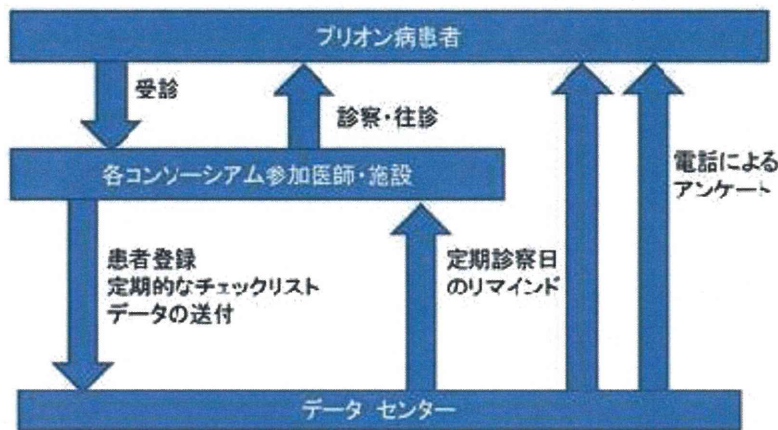 プリオン病患者
受診
診察・往診
各コンソーシアム参加医師・施設
電話による
アンケート
患者登録
定期的なチェックリスト
データの送付
定期診察日
のリマインド
データ センター